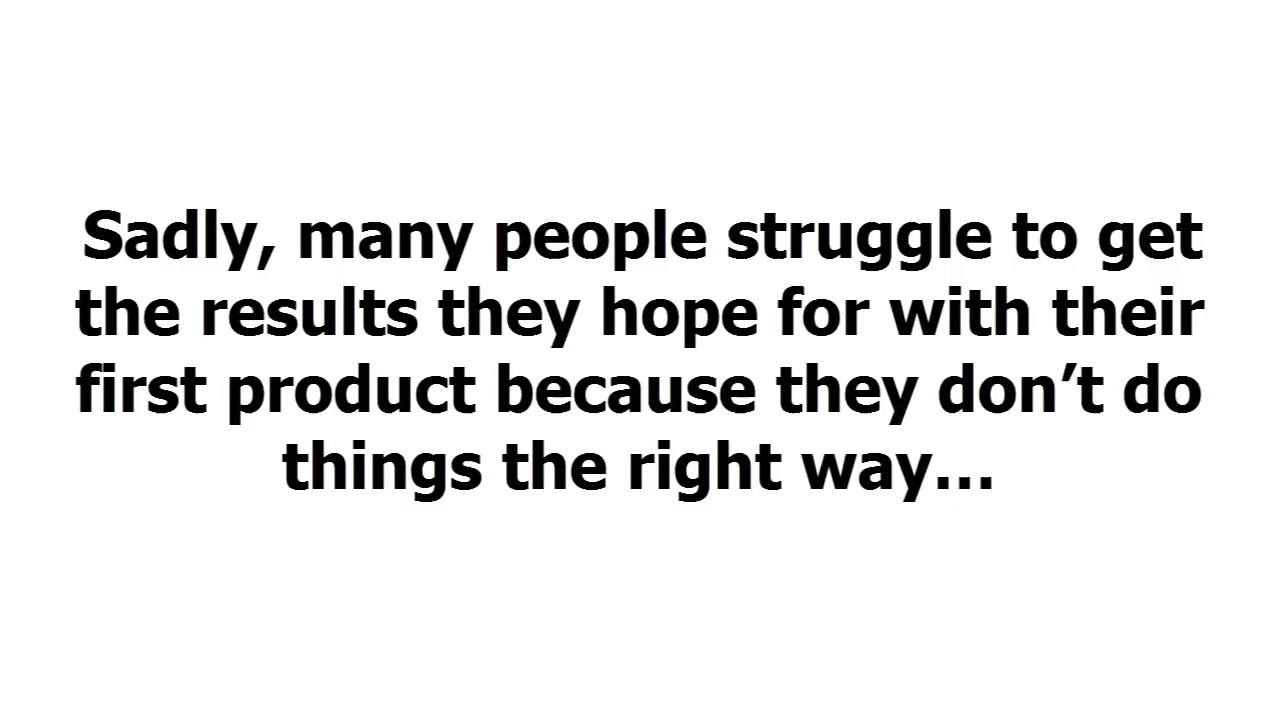 Sadly, many people struggle to get
the results they hope for with their
first product because they don’t do
things the right way…